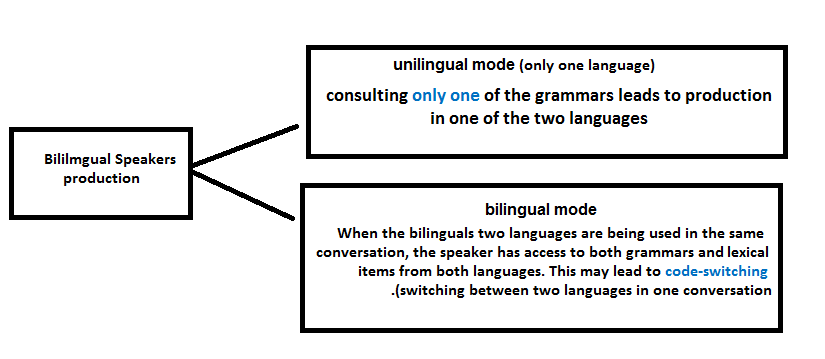 Bililmgual Speakers
production
unilingual mode (only one language)
consulting only one of the grammars leads to production
in one of the two languages
bilingual mode
When the bilinguals two languages are being used in the same
conversation, the speaker has access to both grammars and lexical
items from both languages. This may lead to code-switching
.(switching between two languages in one conversation